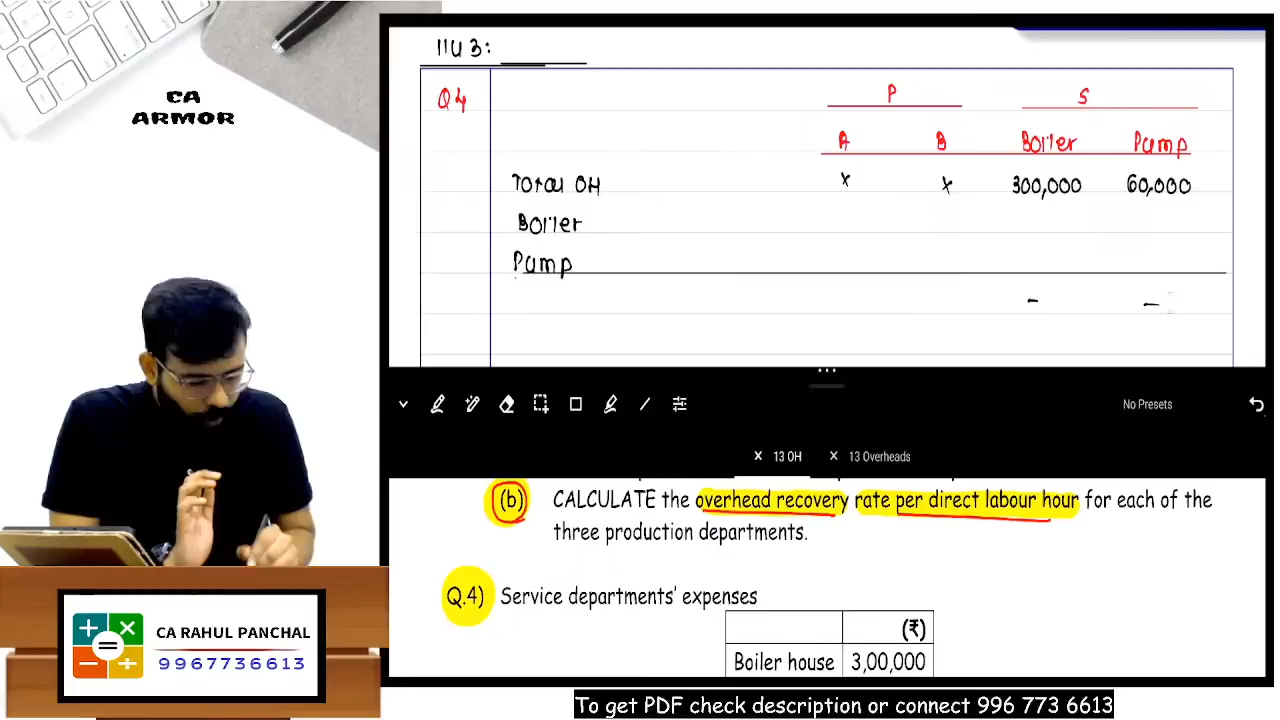 CA
ARMOR
ILLU 3:
Q4
P S
A B Boiler Pump
Total OH x x 300,000 60,000
Boiler
Pump
- -
No Presets
× 13 OH × 13 Overheads
(b) CALCULATE the overhead recovery rate per direct labour hour for each of the
three production departments.
Q.4) Service departments' expenses
(₹)
Boiler house 3,00,000
CA RAHUL PANCHAL
9967736613
To get PDF check description or connect 996 773 6613